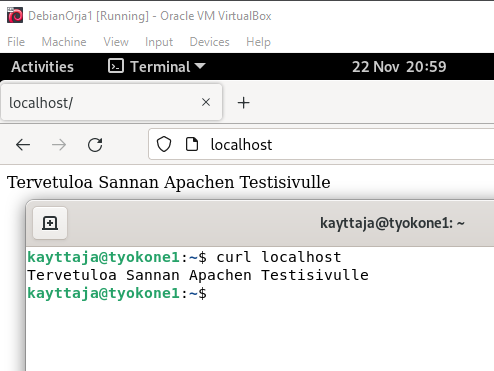 DebianOrja1 [Running] - Oracle VM VirtualBox
File Machine View Input Devices Help
Activities Terminal 22 Nov 20:59
localhost/ × +
localhost
Tervetuloa Sannan Apachen Testisivulle
kayttaja@tyokone1: ~
kayttaja@tyokone1:~$ curl localhost
Tervetuloa Sannan Apachen Testisivulle
kayttaja@tyokone1:~$